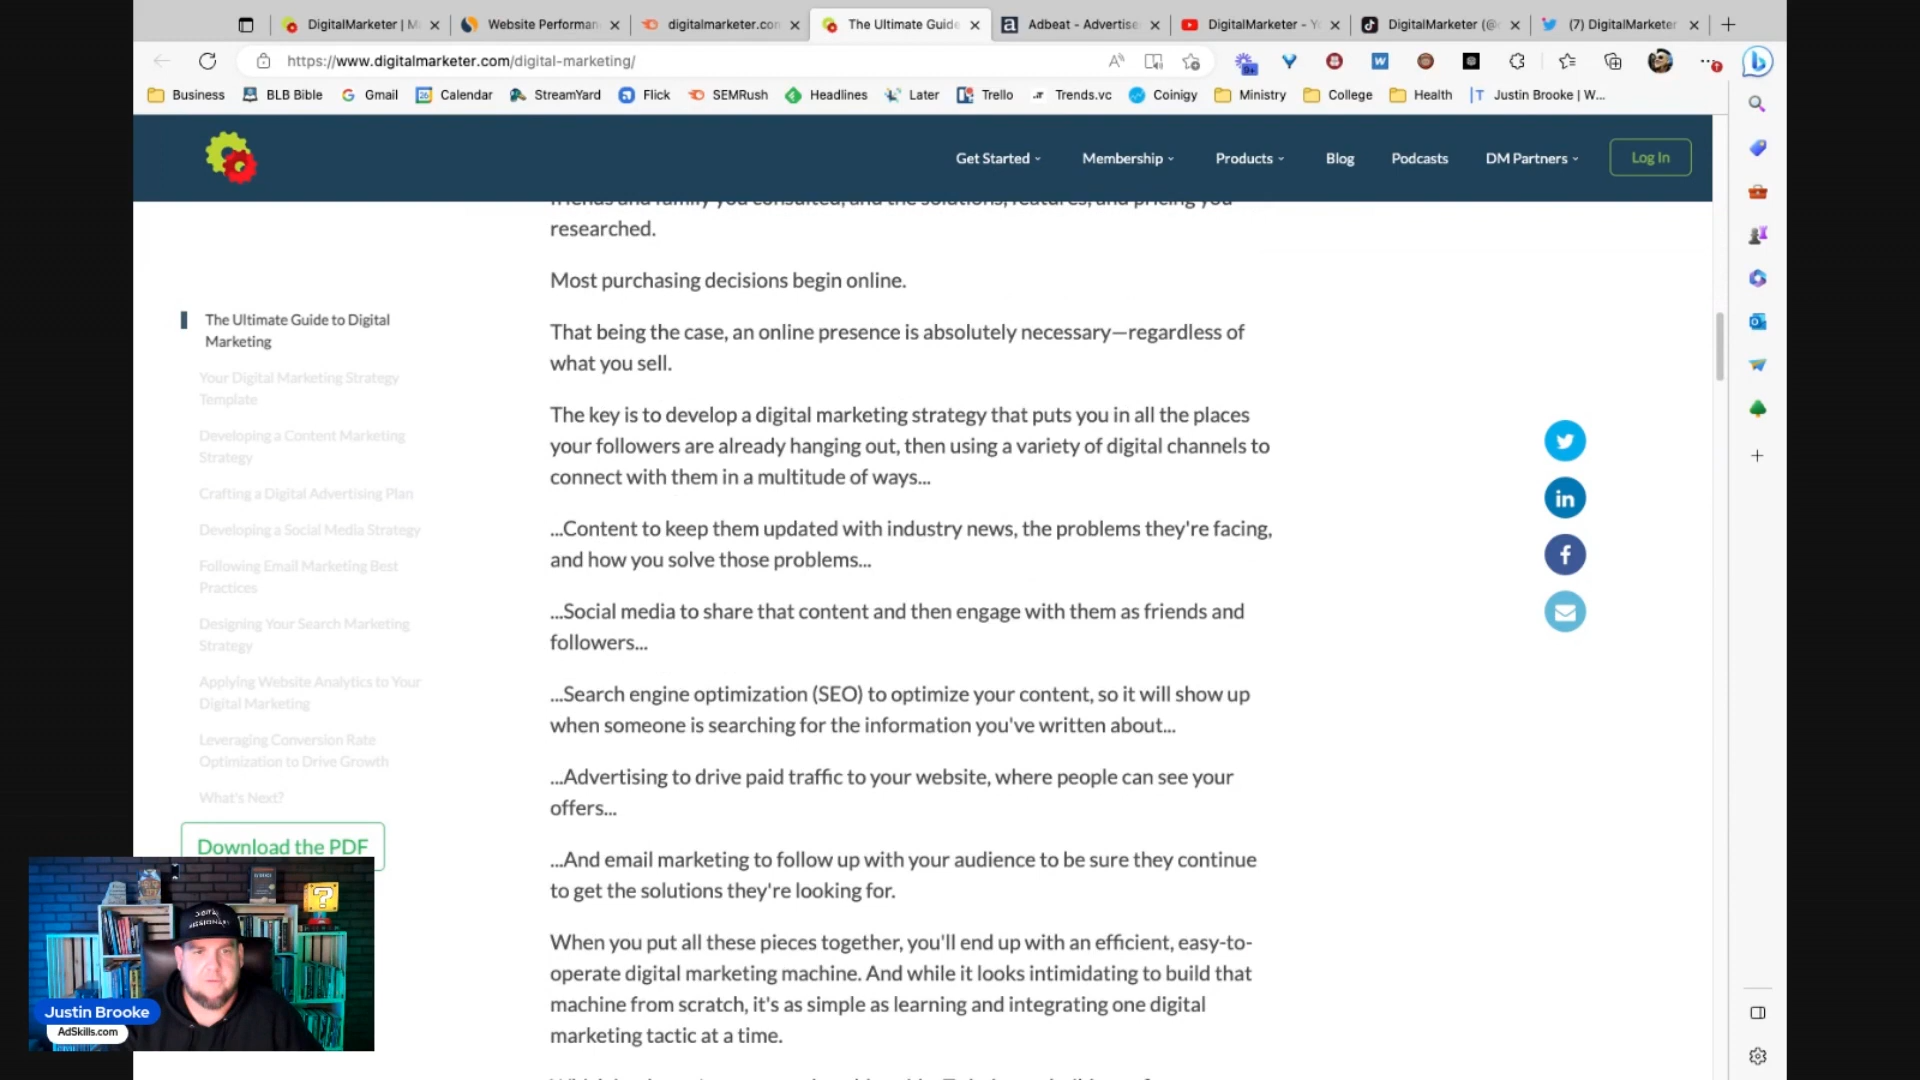 DigitalMarketer | M
Website Performan
digitalmarketer.con
The Ultimate Guide
Adbeat - Advertise
DigitalMarketer - Y
DigitalMarketer (@
(7) DigitalMarketer
https://www.digitalmarketer.com/digital-marketing/
Business
BLB Bible
Gmail
Calendar
StreamYard
Flick
SEMRush
Headlines
Later
Trello
Trends.vc
Coinigy
Ministry
College
Health
Justin Brooke | W...
Get Started
Membership
Products
Blog
Podcasts
DM Partners
Log In
The Ultimate Guide to Digital
Marketing
Your Digital Marketing Strategy
Template
Developing a Content Marketing
Strategy
Crafting a Digital Advertising Plan
Developing a Social Media Strategy
Following Email Marketing Best
Practices
Designing Your Search Marketing
Strategy
Applying Website Analytics to Your
Digital Marketing
Leveraging Conversion Rate
Optimization to Drive Growth
What's Next?
Download the PDF
friends and family you consulted, and the solutions, features, and pricing you
researched.
Most purchasing decisions begin online.
That being the case, an online presence is absolutely necessary—regardless of
what you sell.
The key is to develop a digital marketing strategy that puts you in all the places
your followers are already hanging out, then using a variety of digital channels to
connect with them in a multitude of ways...
...Content to keep them updated with industry news, the problems they're facing,
and how you solve those problems...
...Social media to share that content and then engage with them as friends and
followers...
...Search engine optimization (SEO) to optimize your content, so it will show up
when someone is searching for the information you've written about...
...Advertising to drive paid traffic to your website, where people can see your
offers...
...And email marketing to follow up with your audience to be sure they continue
to get the solutions they're looking for.
When you put all these pieces together, you'll end up with an efficient, easy-to-
operate digital marketing machine. And while it looks intimidating to build that
machine from scratch, it's as simple as learning and integrating one digital
marketing tactic at a time.
Justin Brooke
AdSkills.com